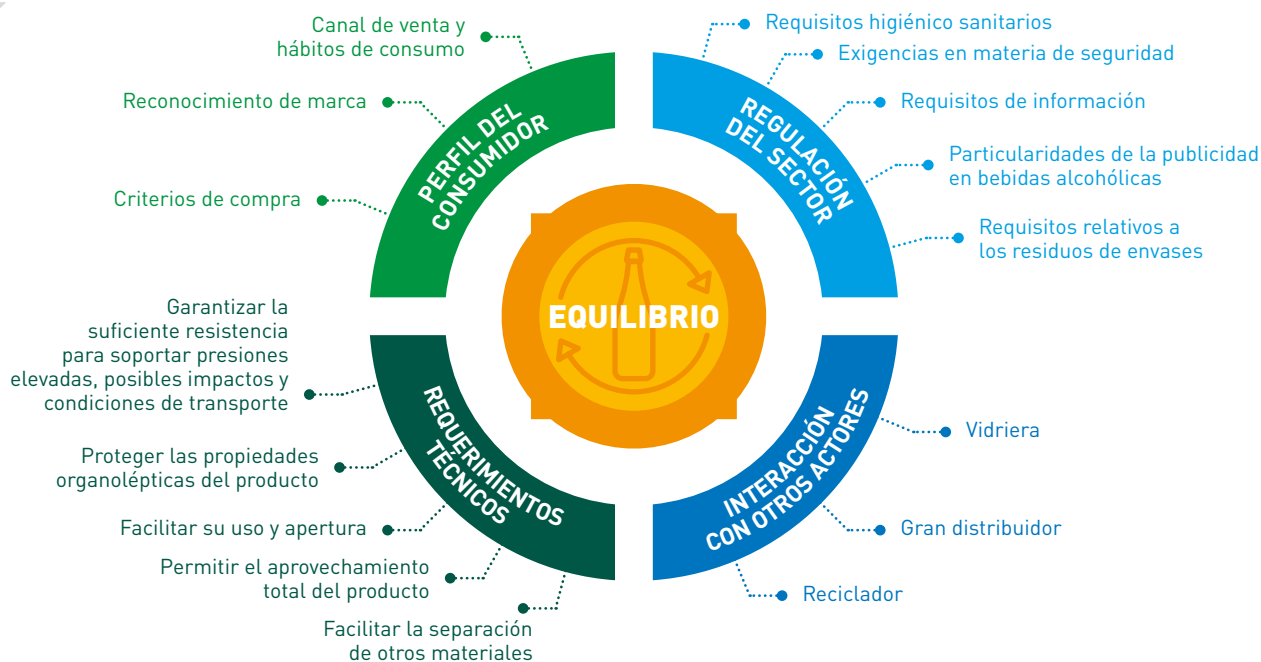 Canal de venta y
hábitos de consumo
Reconocimiento de marca
Criterios de compra
PERFIL DEL
CONSUMIDOR
Requisitos higiénico sanitarios
Exigencias en materia de seguridad
Requisitos de información
Particularidades de la publicidad
en bebidas alcohólicas
Requisitos relativos a
los residuos de envases
REGULACIÓN
DEL SECTOR
EQUILIBRIO
Garantizar la
suficiente resistencia
para soportar presiones
elevadas, posibles impactos y
condiciones de transporte
Proteger las propiedades
organolépticas del producto
Facilitar su uso y apertura
Permitir el aprovechamiento
total del producto
Facilitar la separación
de otros materiales
REQUERIMIENTOS
TÉCNICOS
INTERACCIÓN
CON OTROS ACTORES
Vidriera
Gran distribuidor
Reciclador